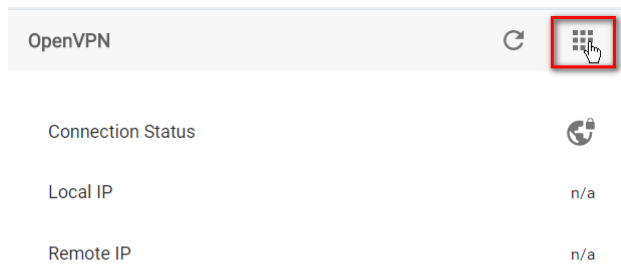 OpenVPN
Connection Status
Local IP n/a
Remote IP n/a